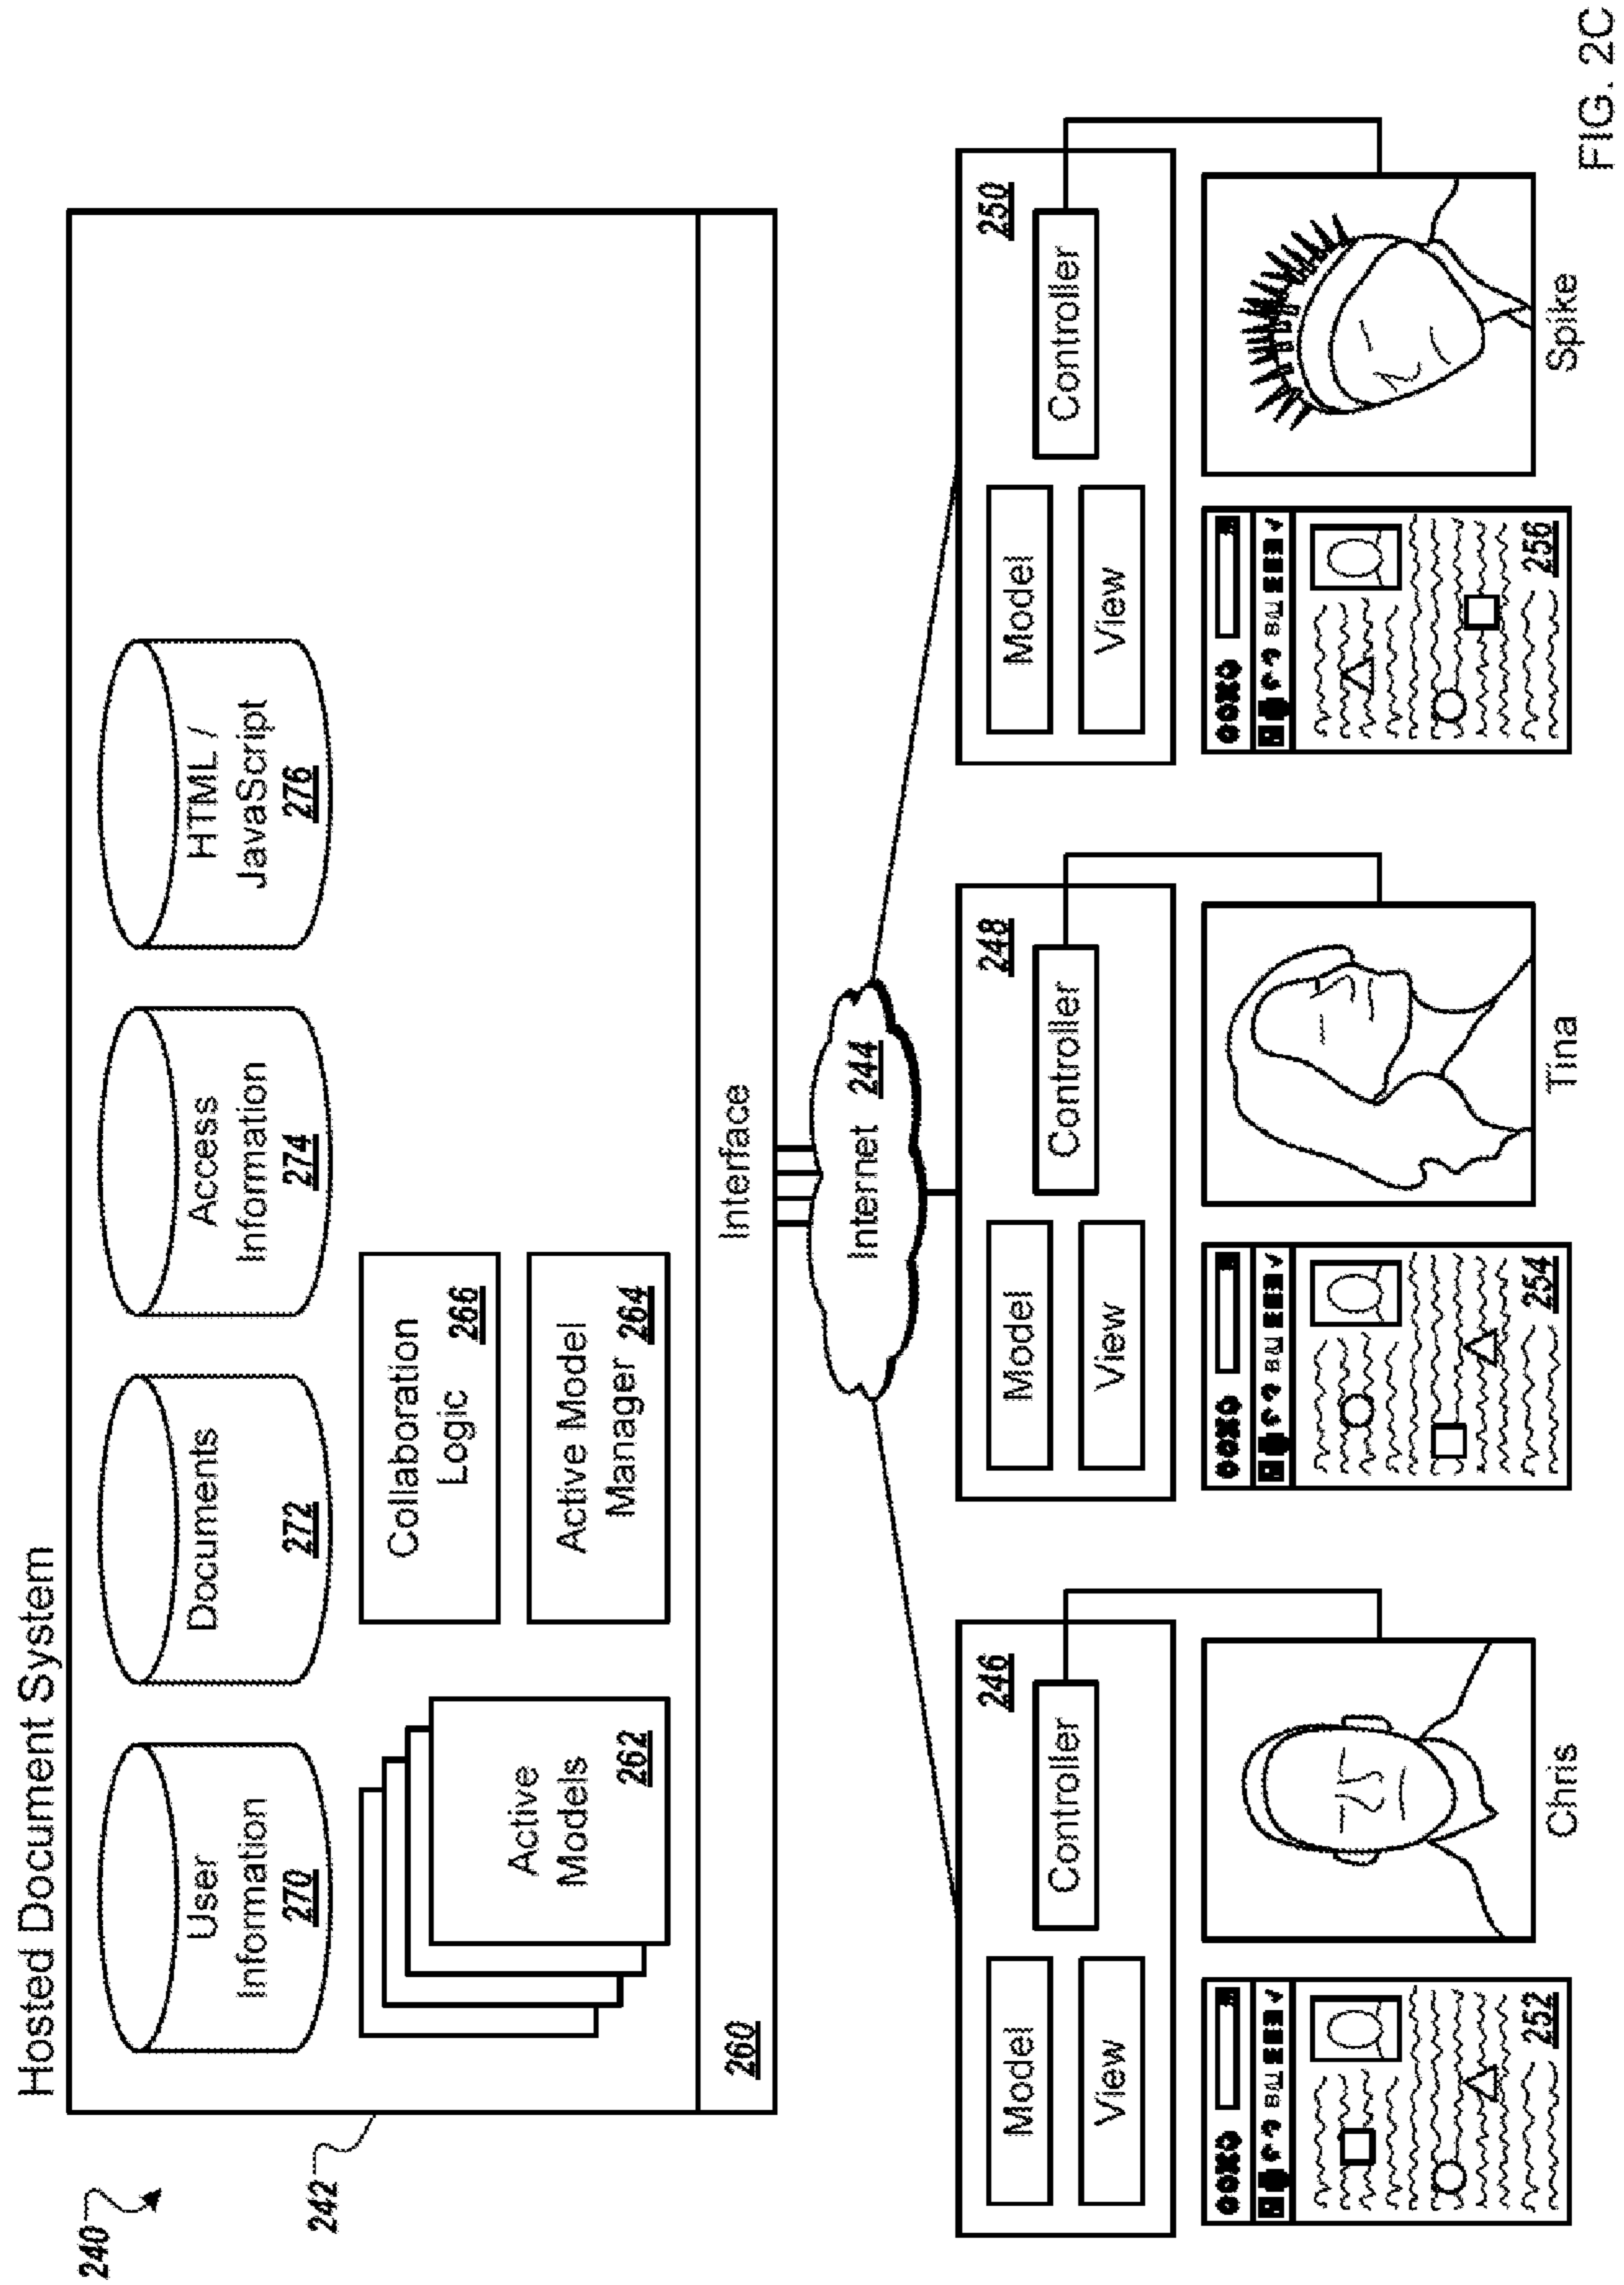 240
Hosted Document System
242
User
Information
270
Documents
272
Access
Information
274
HTML /
JavaScript
276
Active
Models
262
Collaboration
Logic
266
Active Model
Manager
264
260
Interface
Internet 244
246
Model
View
Controller
248
Model
View
Controller
250
Model
View
Controller
B I U
252
Chris
B I U
254
Tina
B I U
256
Spike
FIG. 2C